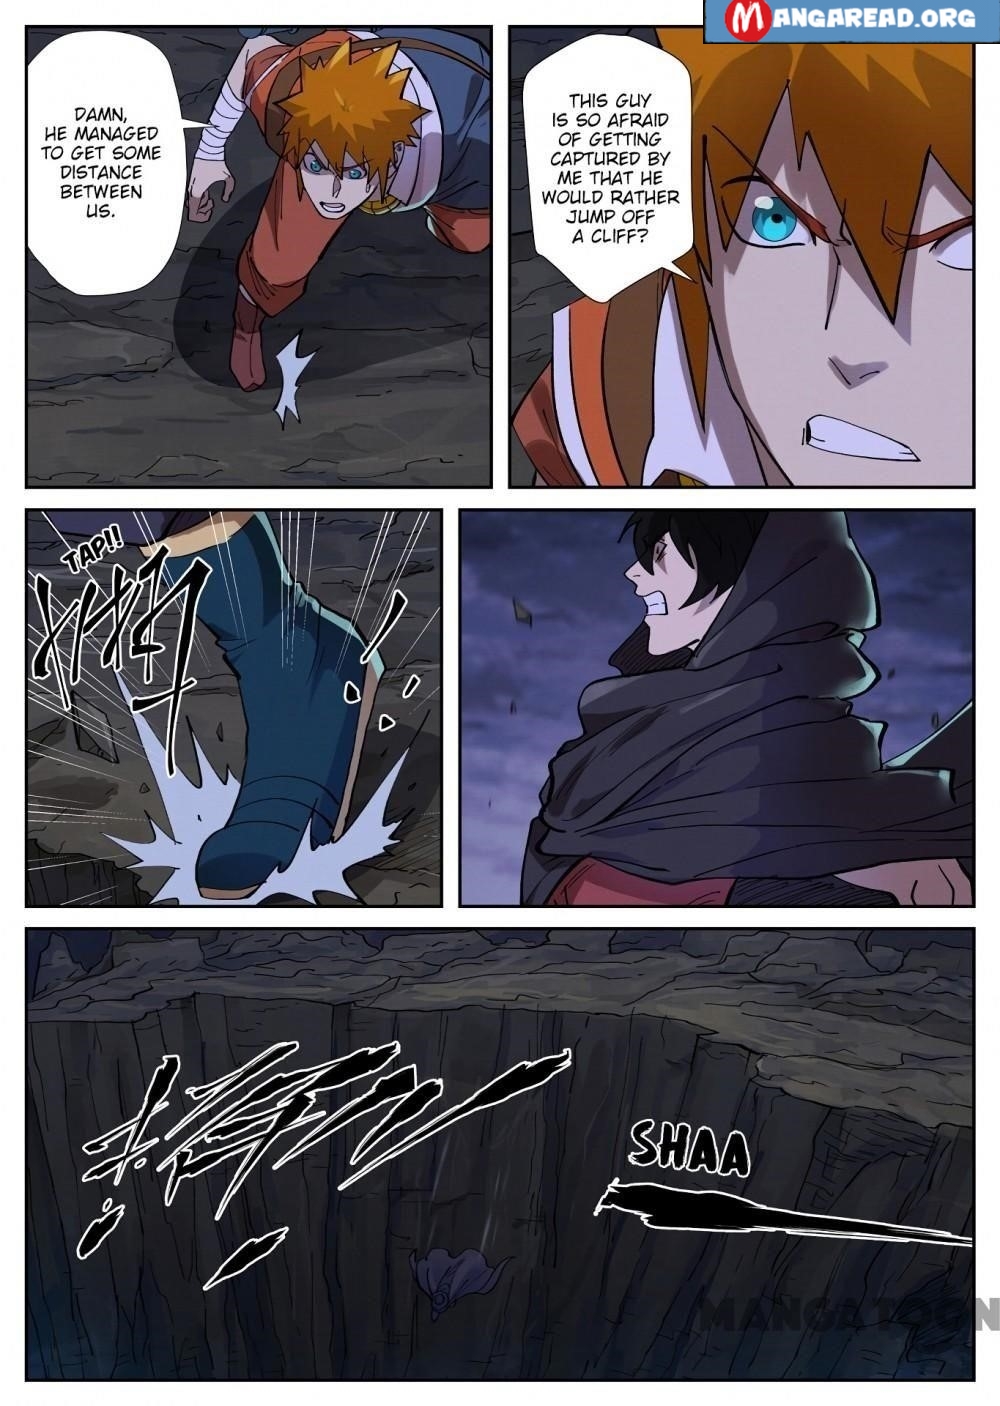 MANGAREAD.ORG
DAMN,
HE MANAGED
TO GET SOME
DISTANCE
BETWEEN
US.
THIS GUY
IS SO AFRAID
OF GETTING
CAPTURED BY
ME THAT HE
WOULD RATHER
JUMP OFF
A CLIFF?
TAP!!
SHAA
MANGATOON